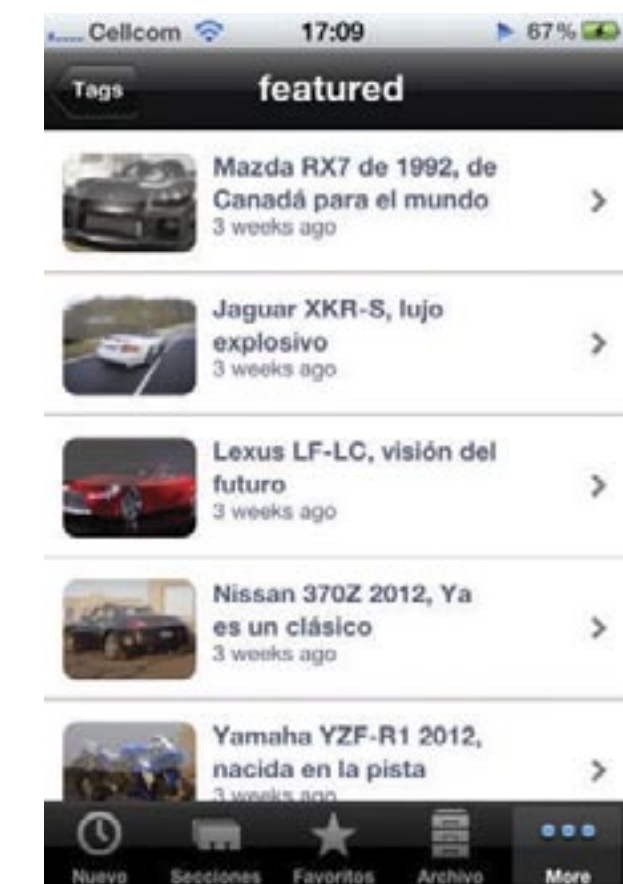 Cellcom 17:09 67%
Tags featured
Mazda RX7 de 1992, de
Canadá para el mundo
3 weeks ago
Jaguar XKR-S, lujo
explosivo
3 weeks ago
Lexus LF-LC, visión del
futuro
3 weeks ago
Nissan 370Z 2012, Ya
es un clásico
3 weeks ago
Yamaha YZF-R1 2012,
nacida en la pista
3 weeks ago
Nuevo Secciones Favoritos Archivo More